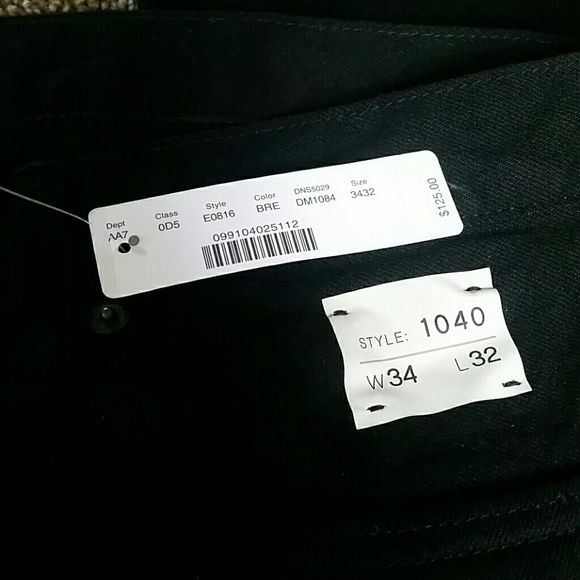 Dept Class Style Color DNS5029 Size
AA7 0D5 E0816 BRE DM1084 3432
099104025112
$125.00
STYLE: 1040
W34 L32